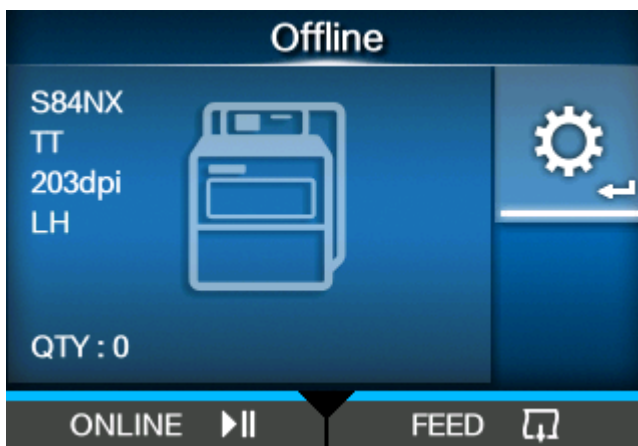 Offline
S84NX
TT
203dpi
LH
QTY : 0
ONLINE
FEED